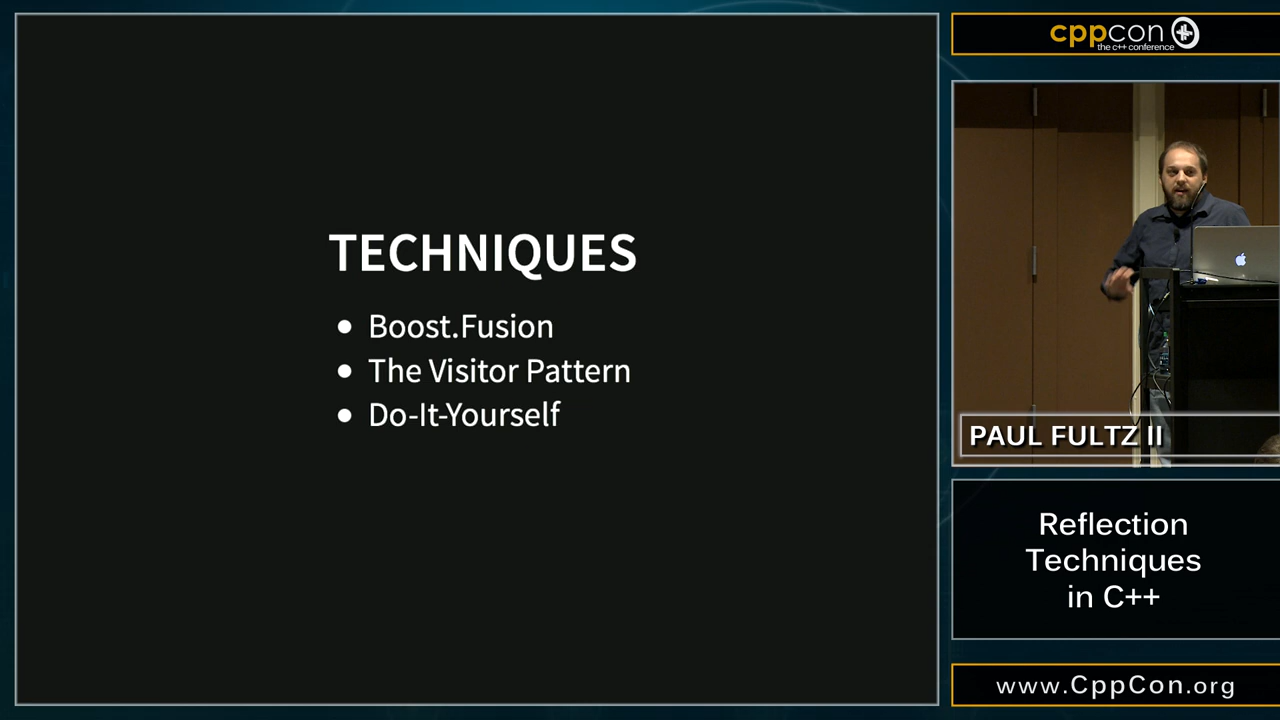 TECHNIQUES
Boost.Fusion
The Visitor Pattern
Do-It-Yourself
cppcon
the c++ conference
PAUL FULTZ II
Reflection
Techniques
in C++
www.CppCon.org